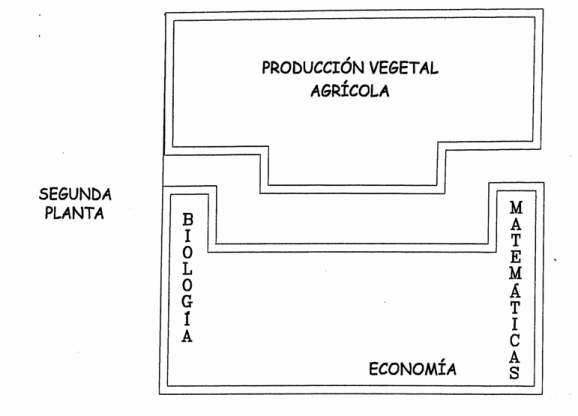 PRODUCCIÓN VEGETAL
AGRÍCOLA
SEGUNDA
PLANTA
BIOLOGÍA
MATEMÁTICAS
ECONOMÍA